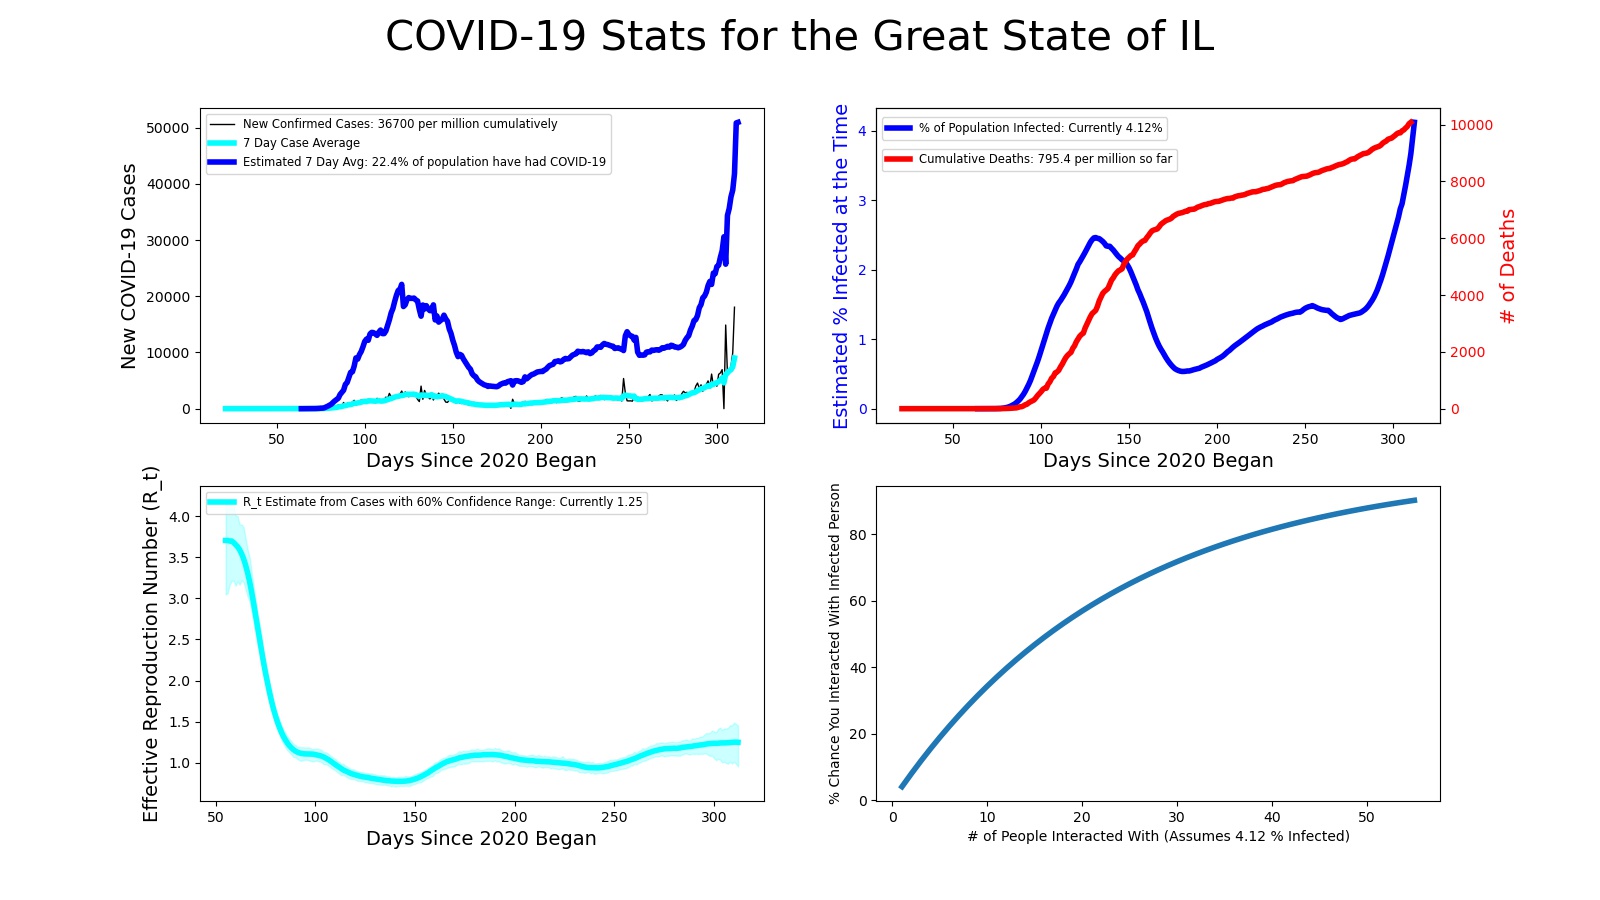 COVID-19 Stats for the Great State of IL
New Confirmed Cases: 36700 per million cumulatively
7 Day Case Average
Estimated 7 Day Avg: 22.4% of population have had COVID-19
New COVID-19 Cases
50000
40000
30000
20000
10000
0
50 100 150 200 250 300
Days Since 2020 Began
% of Population Infected: Currently 4.12%
Cumulative Deaths: 795.4 per million so far
Estimated % Infected at the Time
4
3
2
1
0
10000
8000
6000
4000
2000
0
# of Deaths
50 100 150 200 250 300
Days Since 2020 Began
R_t Estimate from Cases with 60% Confidence Range: Currently 1.25
Effective Reproduction Number (R_t)
4.0
3.5
3.0
2.5
2.0
1.5
1.0
50 100 150 200 250 300
Days Since 2020 Began
% Chance You Interacted With Infected Person
80
60
40
20
0
0 10 20 30 40 50
# of People Interacted With (Assumes 4.12 % Infected)